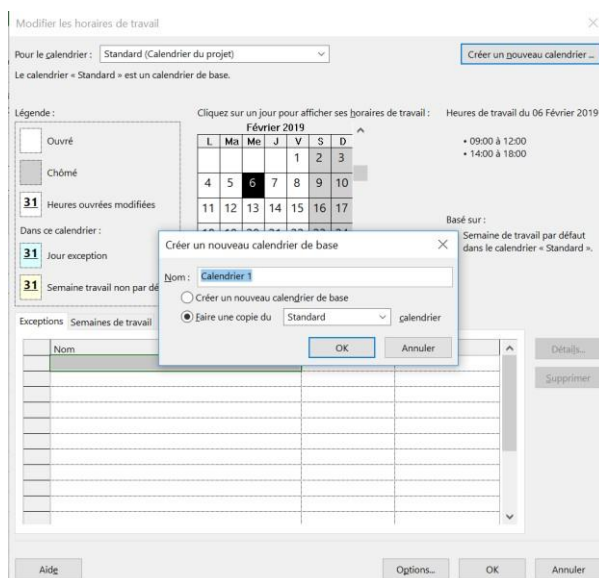 Modifier les horaires de travail
Pour le calendrier : Standard (Calendrier du projet)
Créer un nouveau calendrier ...
Le calendrier « Standard » est un calendrier de base.
Légende :
Cliquez sur un jour pour afficher ses horaires de travail :
Heures de travail du 06 Février 2019
Février 2019
L Ma Me J V S D
1 2 3
4 5 6 7 8 9 10
11 12 13 14 15 16 17
Ouvré
Chômé
31 Heures ouvrées modifiées
Dans ce calendrier :
31 Jour exception
31 Semaine travail non par dé
• 09:00 à 12:00
• 14:00 à 18:00
Basé sur :
Semaine de travail par défaut
dans le calendrier « Standard ».
Créer un nouveau calendrier de base
Nom : Calendrier 1
Créer un nouveau calendrier de base
Faire une copie du Standard calendrier
OK Annuler
Exceptions Semaines de travail
Nom
Détails...
Supprimer
Aide Options... OK Annuler